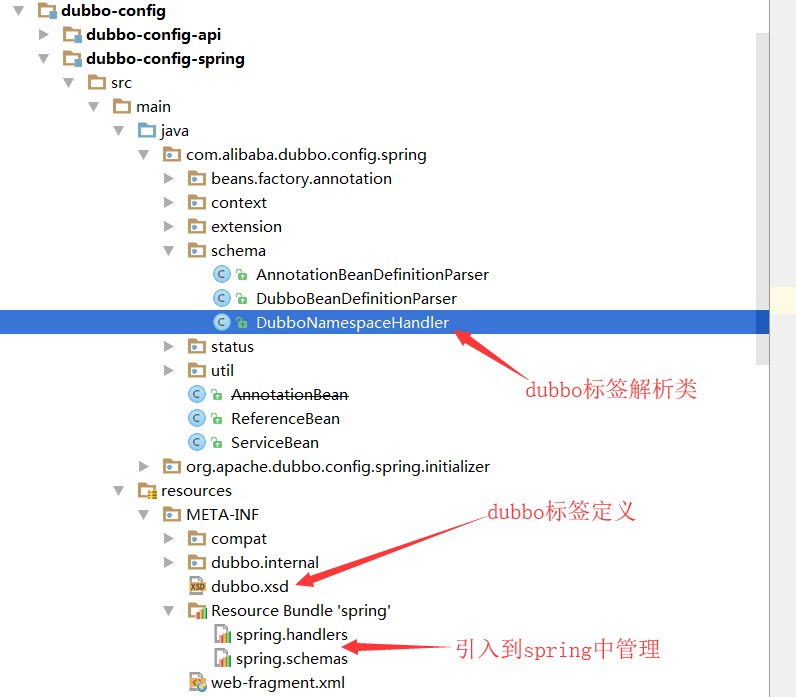 dubbo-config
dubbo-config-api
dubbo-config-spring
src
main
java
com.alibaba.dubbo.config.spring
beans.factory.annotation
context
extension
schema
AnnotationBeanDefinitionParser
DubboBeanDefinitionParser
DubboNamespaceHandler
status
util
dubbo标签解析类
AnnotationBean
ReferenceBean
ServiceBean
org.apache.dubbo.config.spring.initializer
resources
META-INF
dubbo标签定义
compat
dubbo.internal
dubbo.xsd
Resource Bundle 'spring'
spring.handlers
引入到spring中管理
spring.schemas
web-fragment.xml